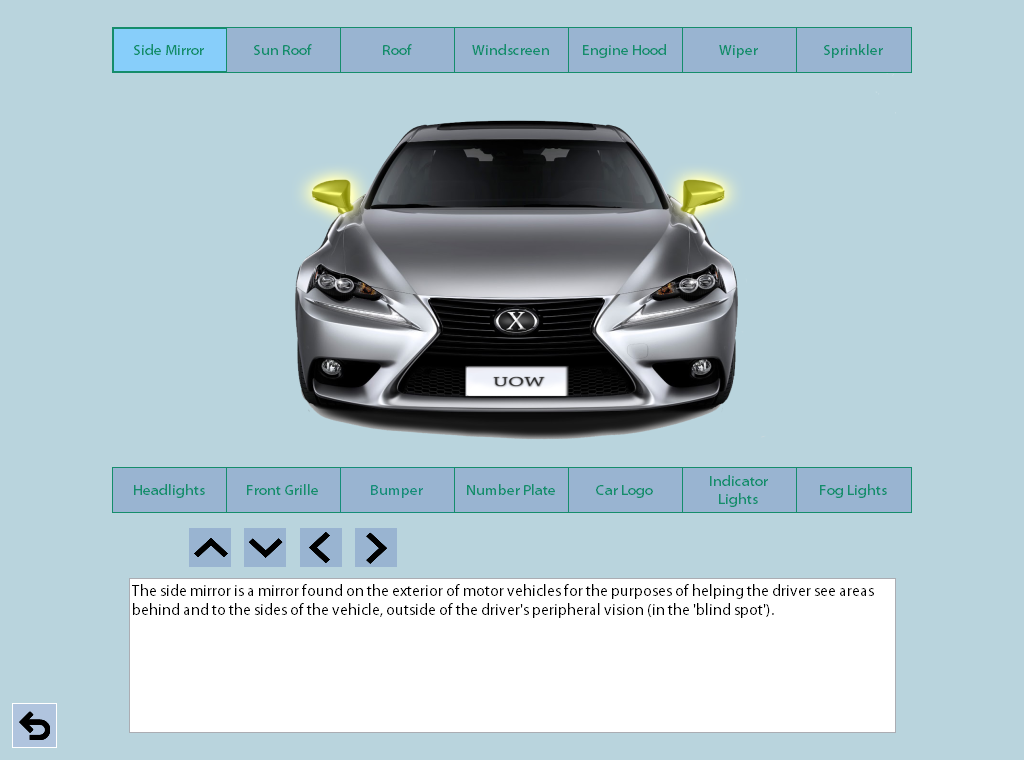 Side Mirror
Sun Roof
Roof
Windscreen
Engine Hood
Wiper
Sprinkler
X
UOW
Headlights
Front Grille
Bumper
Number Plate
Car Logo
Indicator
Lights
Fog Lights
The side mirror is a mirror found on the exterior of motor vehicles for the purposes of helping the driver see areas
behind and to the sides of the vehicle, outside of the driver's peripheral vision (in the 'blind spot').